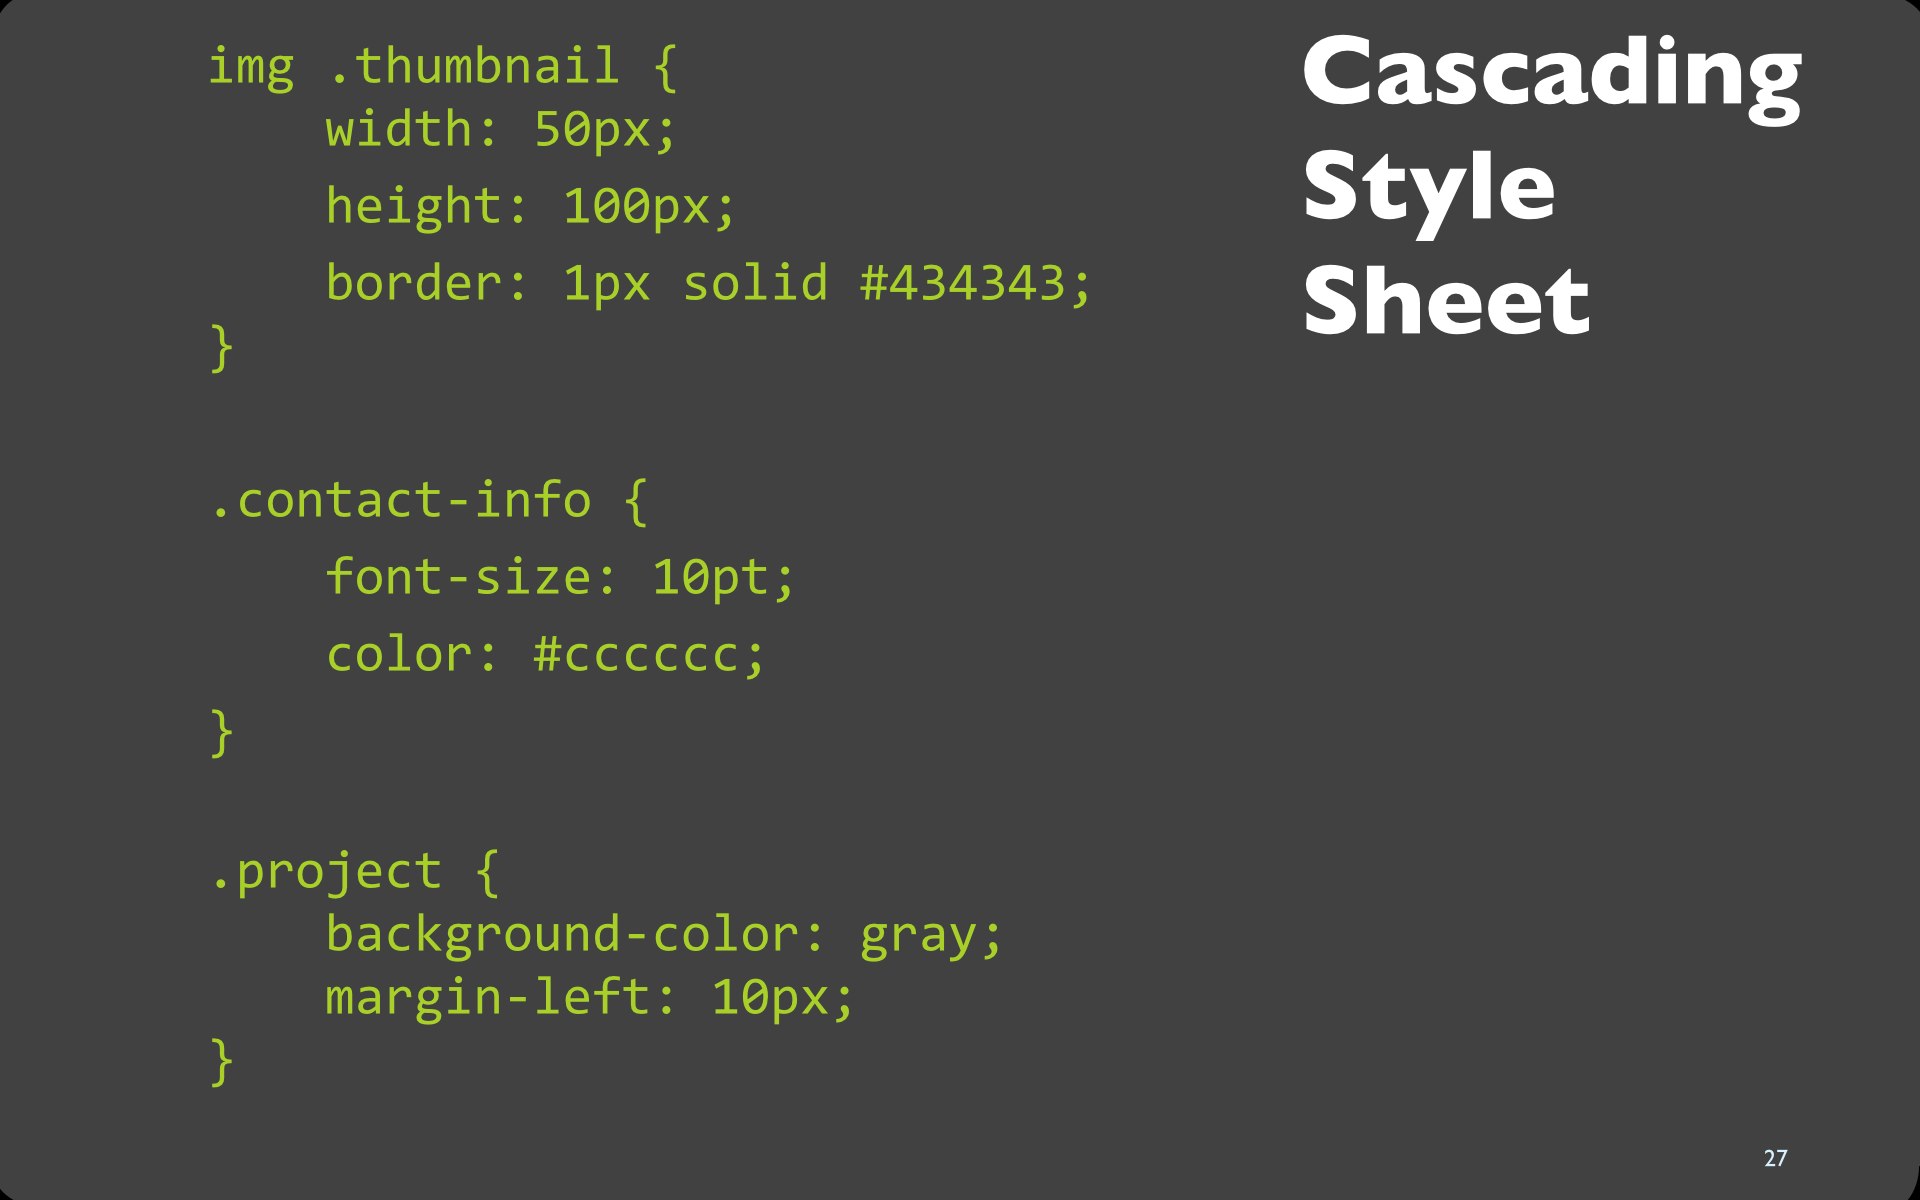 img .thumbnail {
    width: 50px;
    height: 100px;
    border: 1px solid #434343;
}
.contact-info {
    font-size: 10pt;
    color: #cccccc;
}
.project {
    background-color: gray;
    margin-left: 10px;
}
Cascading
Style
Sheet
27